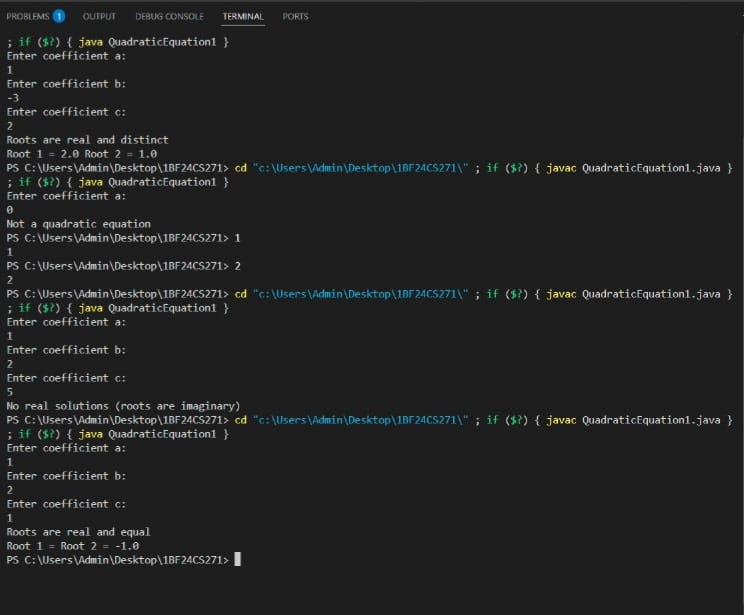 PROBLEMS 1 OUTPUT DEBUG CONSOLE TERMINAL PORTS
; if ($?) { java QuadraticEquation1 }
Enter coefficient a:
1
Enter coefficient b:
-3
Enter coefficient c:
2
Roots are real and distinct
Root 1 = 2.0 Root 2 = 1.0
PS C:\Users\Admin\Desktop\1BF24CS271> cd "c:\Users\Admin\Desktop\1BF24CS271\" ; if ($?) { javac QuadraticEquation1.java }
; if ($?) { java QuadraticEquation1 }
Enter coefficient a:
0
Not a quadratic equation
PS C:\Users\Admin\Desktop\1BF24CS271> 1
1
PS C:\Users\Admin\Desktop\1BF24CS271> 2
2
PS C:\Users\Admin\Desktop\1BF24CS271> cd "c:\Users\Admin\Desktop\1BF24CS271\" ; if ($?) { javac QuadraticEquation1.java }
; if ($?) { java QuadraticEquation1 }
Enter coefficient a:
1
Enter coefficient b:
2
Enter coefficient c:
5
No real solutions (roots are imaginary)
PS C:\Users\Admin\Desktop\1BF24CS271> cd "c:\Users\Admin\Desktop\1BF24CS271\" ; if ($?) { javac QuadraticEquation1.java }
; if ($?) { java QuadraticEquation1 }
Enter coefficient a:
1
Enter coefficient b:
2
Enter coefficient c:
1
Roots are real and equal
Root 1 = Root 2 = -1.0
PS C:\Users\Admin\Desktop\1BF24CS271>